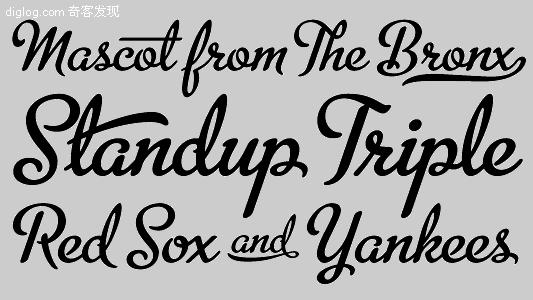 diglog.com 奇客发现
Mascot from The Bronx
Standup Triple
Red Sox and Yankees